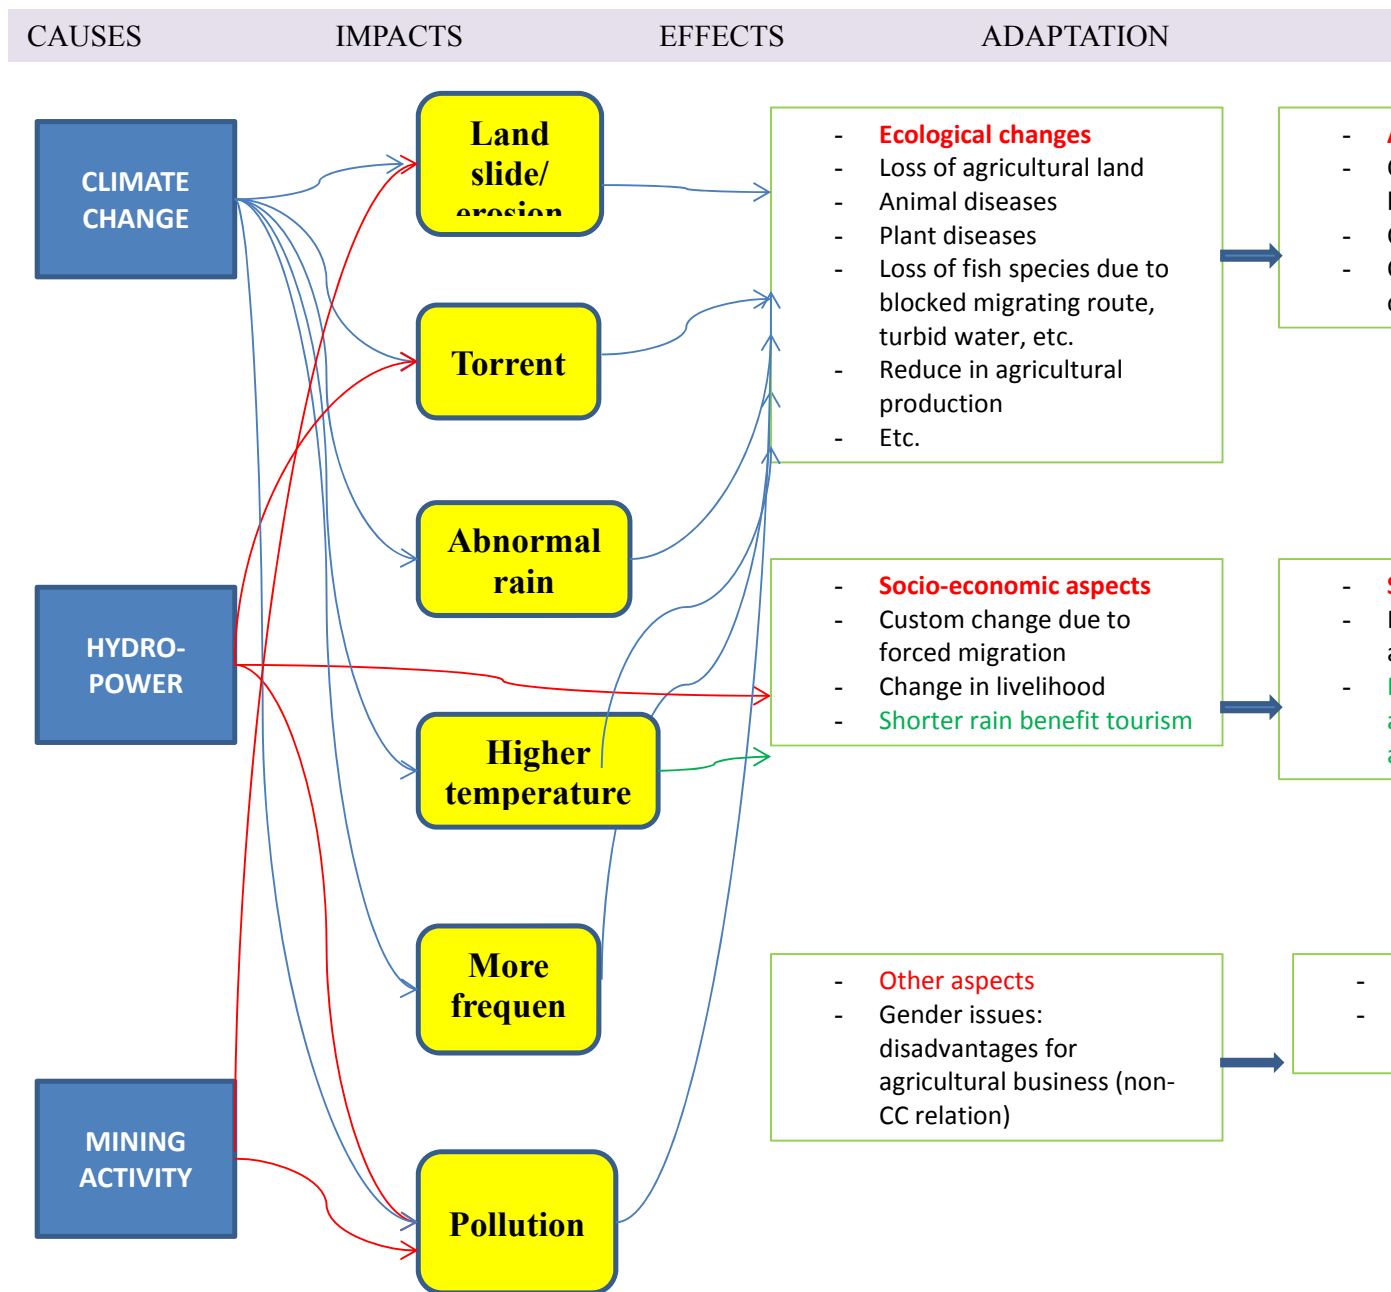 CAUSES IMPACTS EFFECTS ADAPTATION
CLIMATE
CHANGE
HYDRO-
POWER
MINING
ACTIVITY
Land
slide/
erosion
Torrent
Abnormal
rain
Higher
temperature
More
frequen
Pollution
- Ecological changes
- Loss of agricultural land
- Animal diseases
- Plant diseases
- Loss of fish species due to
blocked migrating route,
turbid water, etc.
- Reduce in agricultural
production
- Etc.
- Socio-economic aspects
- Custom change due to
forced migration
- Change in livelihood
- Shorter rain benefit tourism
- Other aspects
- Gender issues:
disadvantages for
agricultural business (non-
CC relation)